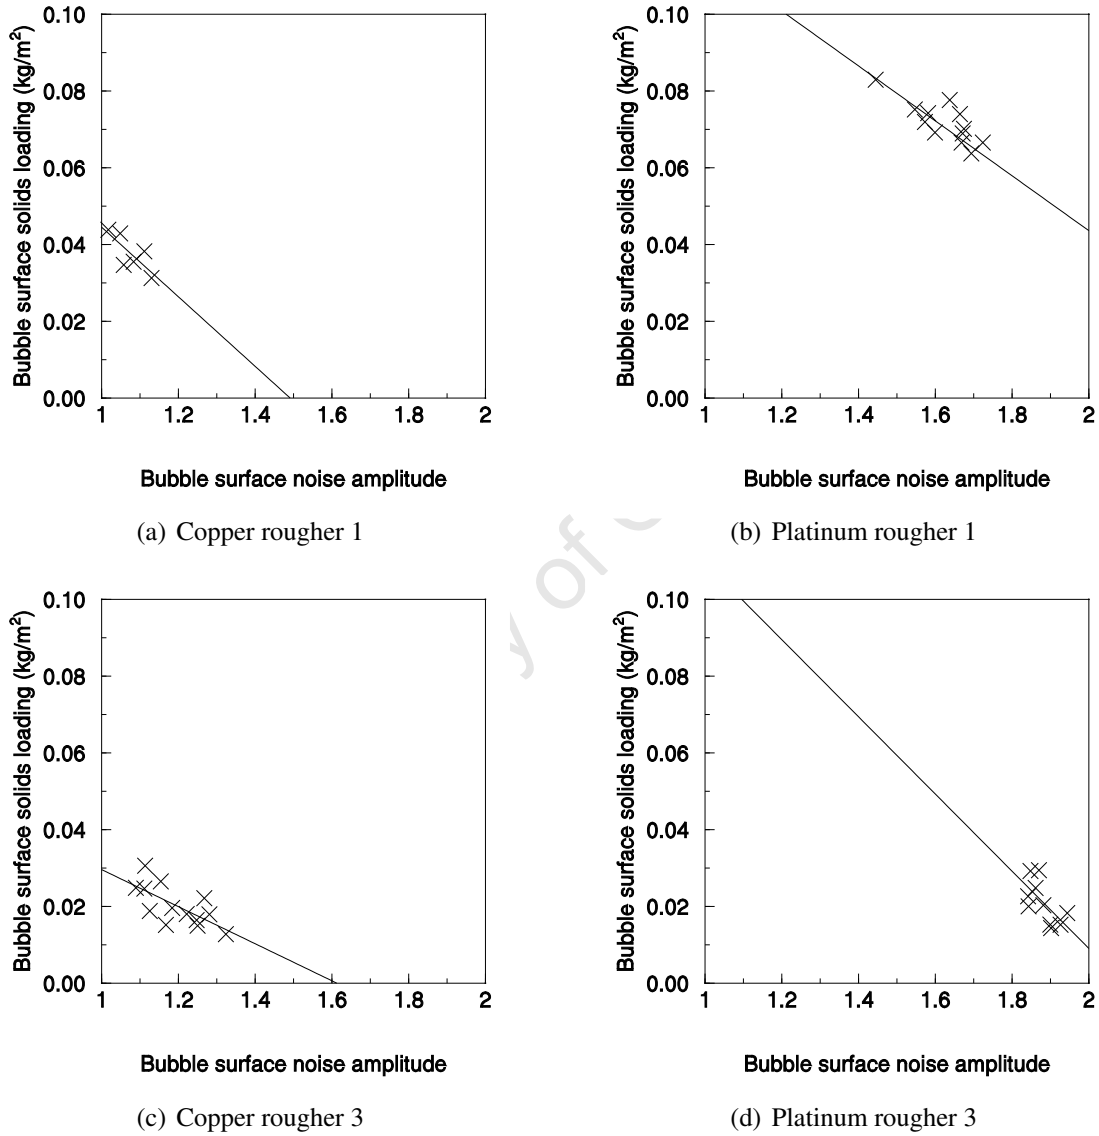 0.10
0.08
0.06
0.04
0.02
0.00
Bubble surface solids loading (kg/m²)
1 1.2 1.4 1.6 1.8 2
Bubble surface noise amplitude
(a) Copper rougher 1
0.10
0.08
0.06
0.04
0.02
0.00
Bubble surface solids loading (kg/m²)
1 1.2 1.4 1.6 1.8 2
Bubble surface noise amplitude
(b) Platinum rougher 1
y of
0.10
0.08
0.06
0.04
0.02
0.00
Bubble surface solids loading (kg/m²)
1 1.2 1.4 1.6 1.8 2
Bubble surface noise amplitude
(c) Copper rougher 3
0.10
0.08
0.06
0.04
0.02
0.00
Bubble surface solids loading (kg/m²)
1 1.2 1.4 1.6 1.8 2
Bubble surface noise amplitude
(d) Platinum rougher 3